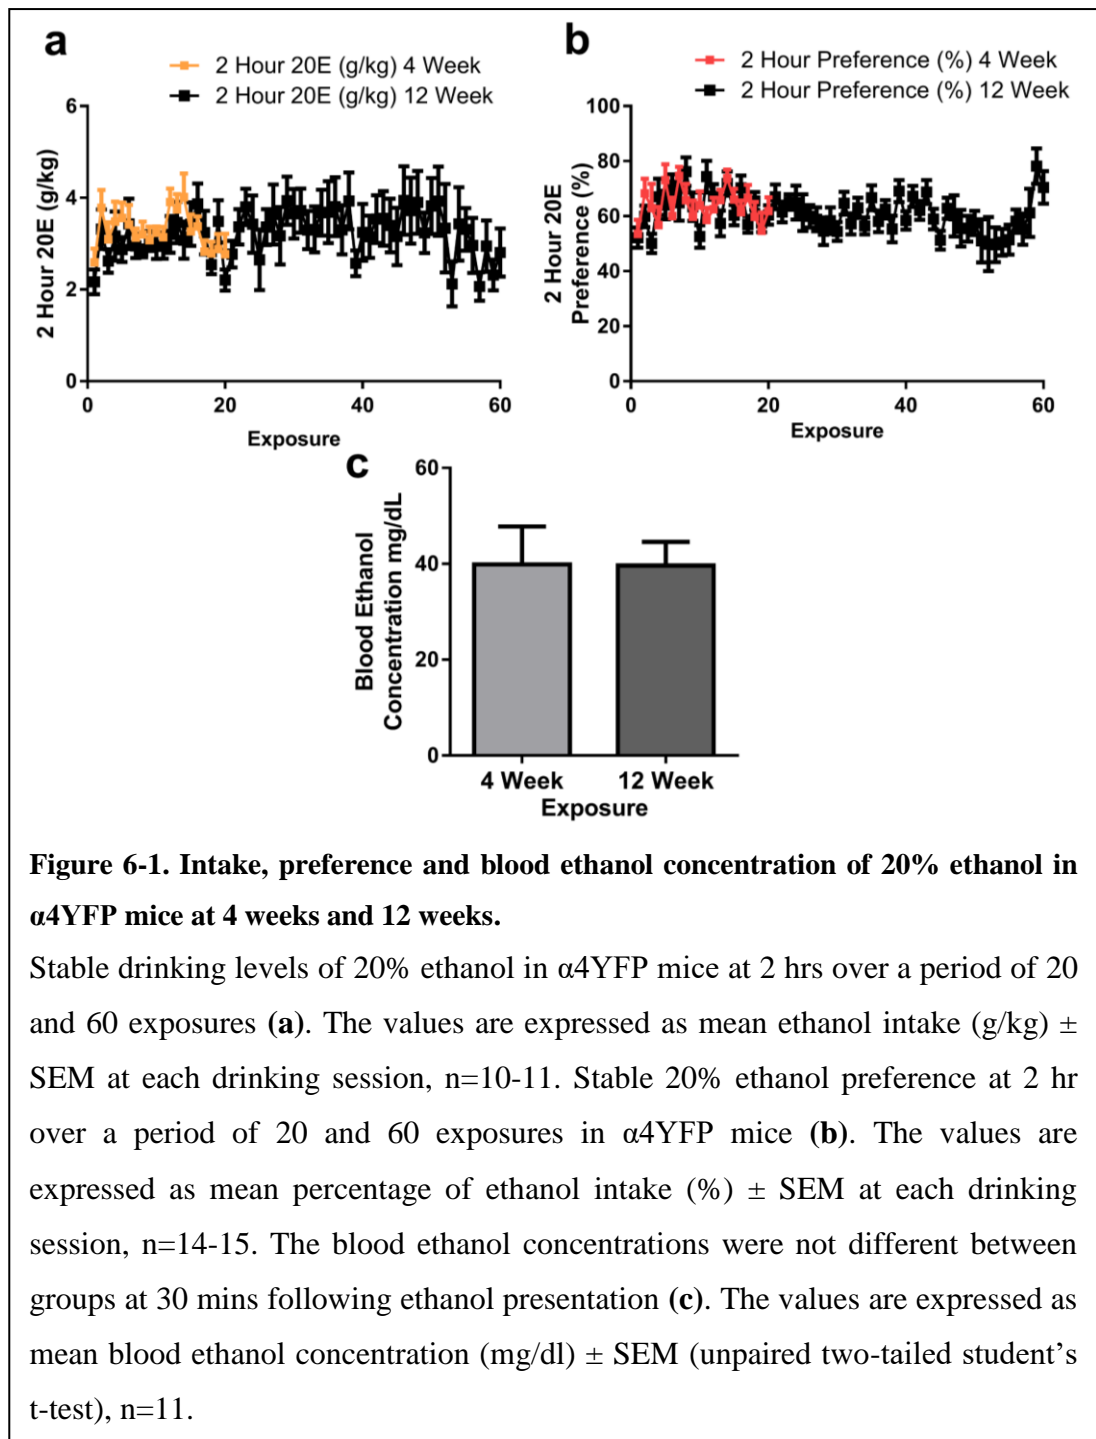 a
2 Hour 20E (g/kg) 4 Week
2 Hour 20E (g/kg) 12 Week
2 Hour 20E (g/kg)
6
4
2
0
0
20
40
60
Exposure
b
2 Hour Preference (%) 4 Week
2 Hour Preference (%) 12 Week
2 Hour 20E
Preference (%)
100
80
60
40
20
0
0
20
40
60
Exposure
c
Blood Ethanol
Concentration mg/dL
60
40
20
0
4 Week
12 Week
Exposure
Figure 6-1. Intake, preference and blood ethanol concentration of 20% ethanol in
α4YFP mice at 4 weeks and 12 weeks.
Stable drinking levels of 20% ethanol in α4YFP mice at 2 hrs over a period of 20
and 60 exposures (a). The values are expressed as mean ethanol intake (g/kg) ±
SEM at each drinking session, n=10-11. Stable 20% ethanol preference at 2 hr
over a period of 20 and 60 exposures in α4YFP mice (b). The values are
expressed as mean percentage of ethanol intake (%) ± SEM at each drinking
session, n=14-15. The blood ethanol concentrations were not different between
groups at 30 mins following ethanol presentation (c). The values are expressed as
mean blood ethanol concentration (mg/dl) ± SEM (unpaired two-tailed student’s
t-test), n=11.